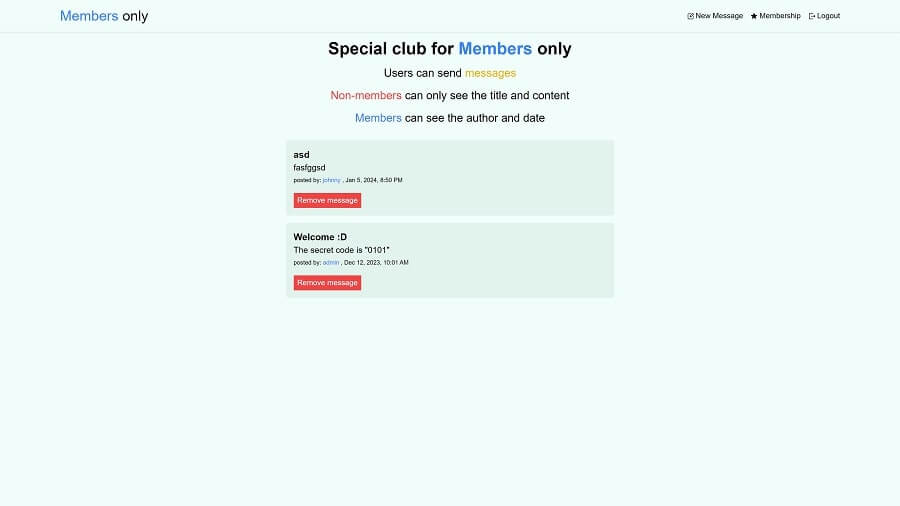 Members only
New Message Membership Logout
Special club for Members only
Users can send messages
Non-members can only see the title and content
Members can see the author and date
asd
fasfggsd
posted by: johnny , Jan 5, 2024, 8:50 PM
Remove message
Welcome :D
The secret code is "0101"
posted by: admin , Dec 12, 2023, 10:01 AM
Remove message